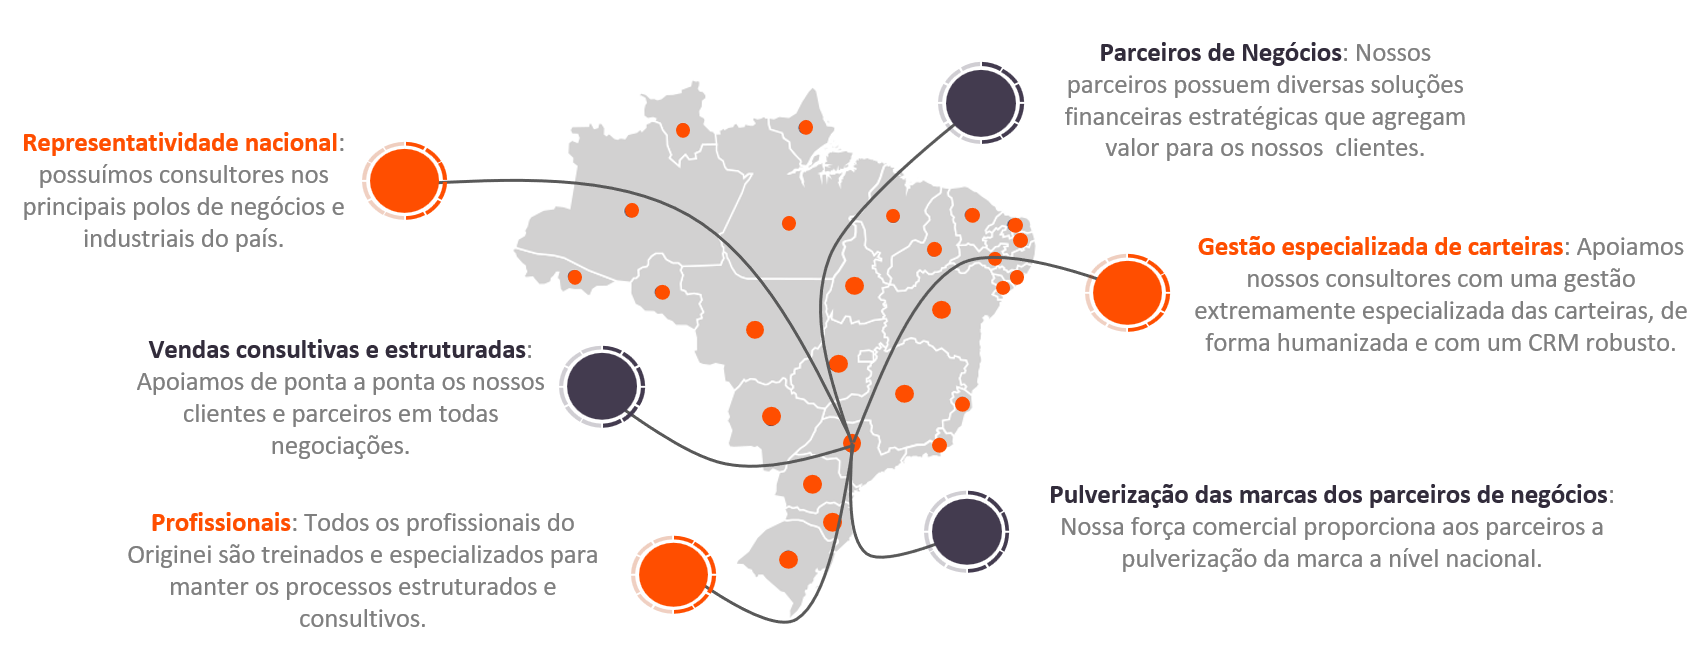 Representatividade nacional:
possuímos consultores nos
principais polos de negócios e
industriais do país.
Vendas consultivas e estruturadas:
Apoiamos de ponta a ponta os nossos
clientes e parceiros em todas
negociações.
Profissionais: Todos os profissionais do
Originei são treinados e especializados para
manter os processos estruturados e
consultivos.
Parceiros de Negócios: Nossos
parceiros possuem diversas soluções
financeiras estratégicas que agregam
valor para os nossos clientes.
Gestão especializada de carteiras: Apoiamos
nossos consultores com uma gestão
extremamente especializada das carteiras, de
forma humanizada e com um CRM robusto.
Pulverização das marcas dos parceiros de negócios:
Nossa força comercial proporciona aos parceiros a
pulverização da marca a nível nacional.